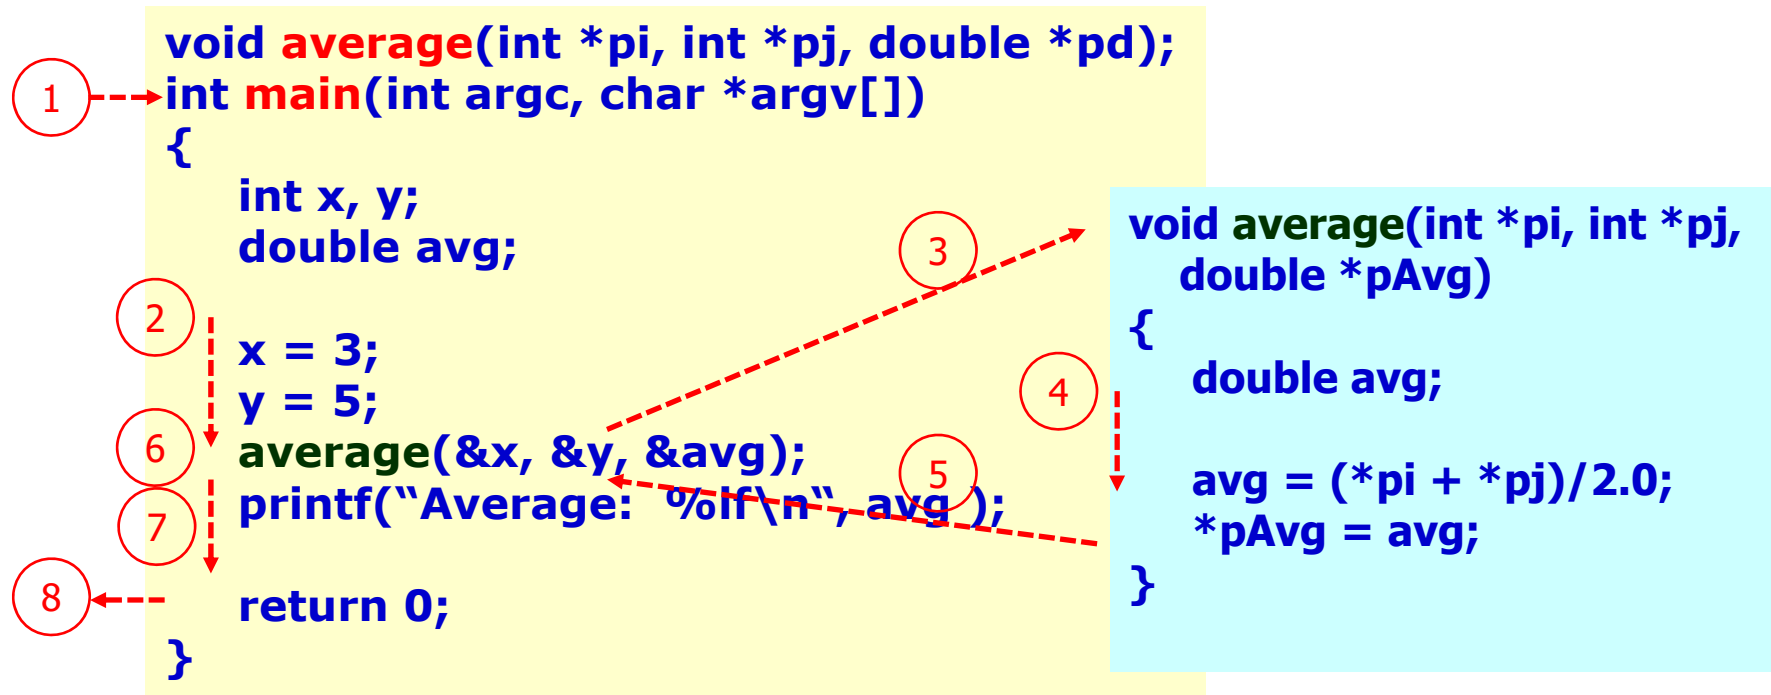 void average(int *pi, int *pj, double *pd);
int main(int argc, char *argv[])
{
int x, y;
double avg;
x = 3;
y = 5;
average(&x, &y, &avg);
printf(“Average:  %lf\n“, avg );
return 0;
}
void average(int *pi, int *pj,
double *pAvg)
{
double avg;
avg = (*pi + *pj)/2.0;
*pAvg = avg;
}
1
2
3
4
5
6
7
8